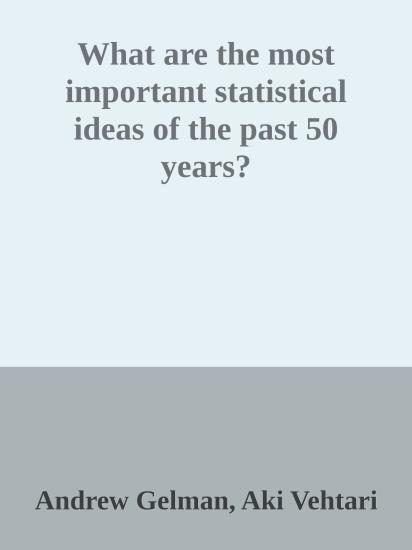 What are the most
important statistical
ideas of the past 50
years?
Andrew Gelman, Aki Vehtari